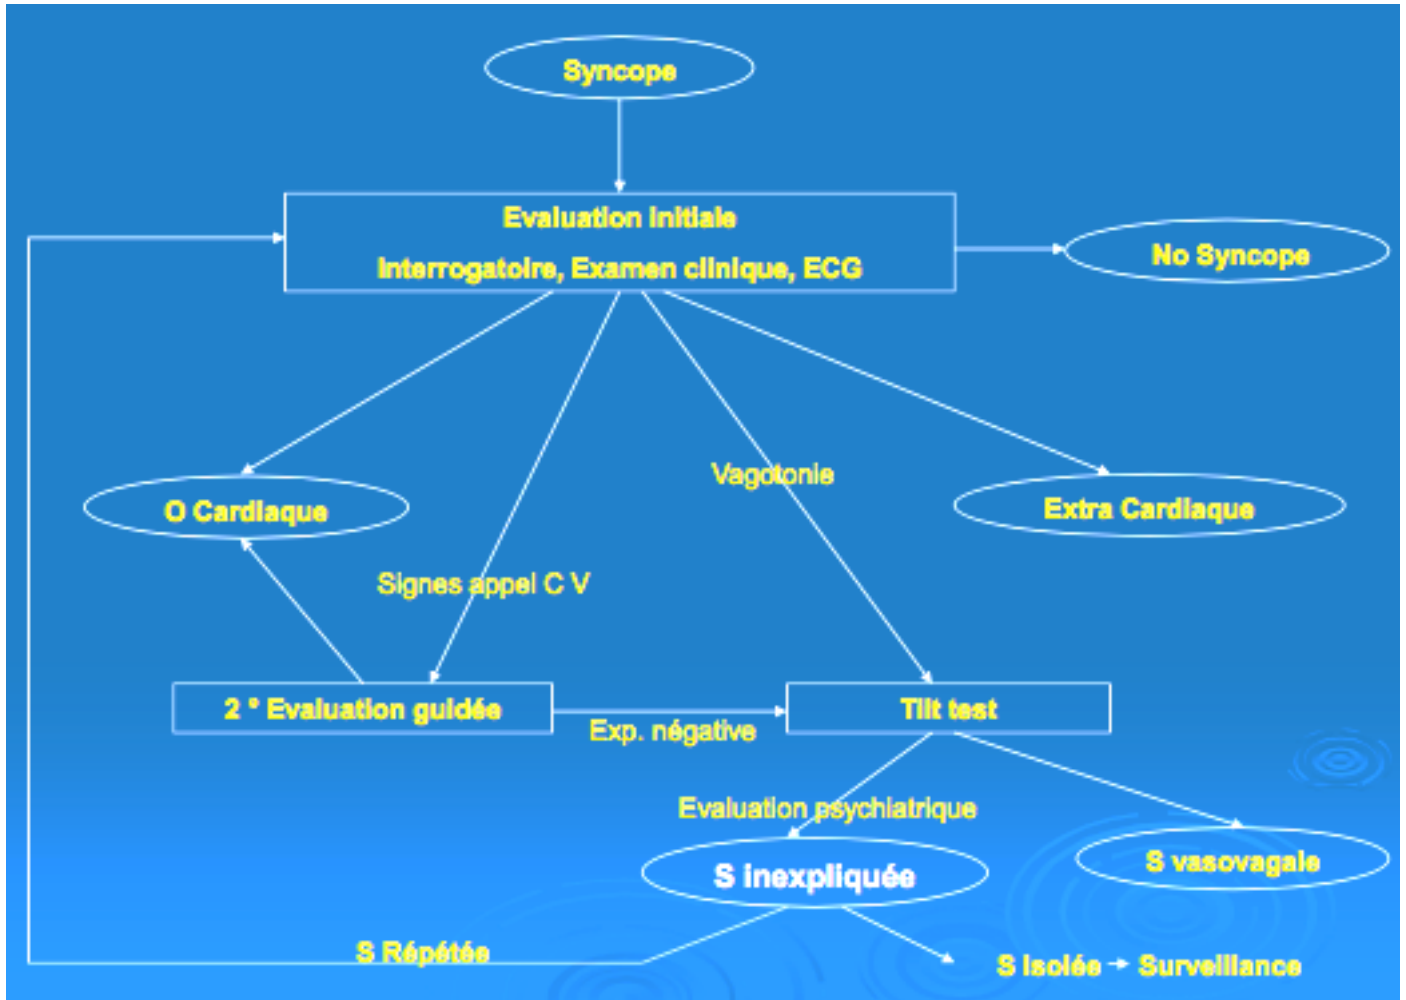 Syncope
Evaluation initiale
Interrogatoire, Examen clinique, ECG
No Syncope
Vagotonie
O Cardiaque
Extra Cardiaque
Signes appel C V
2 ° Evaluation guidée
Exp. négative
Tilt test
Evaluation psychiatrique
S inexpliquée
S vasovagale
S Répétée
S Isolée → Surveillance